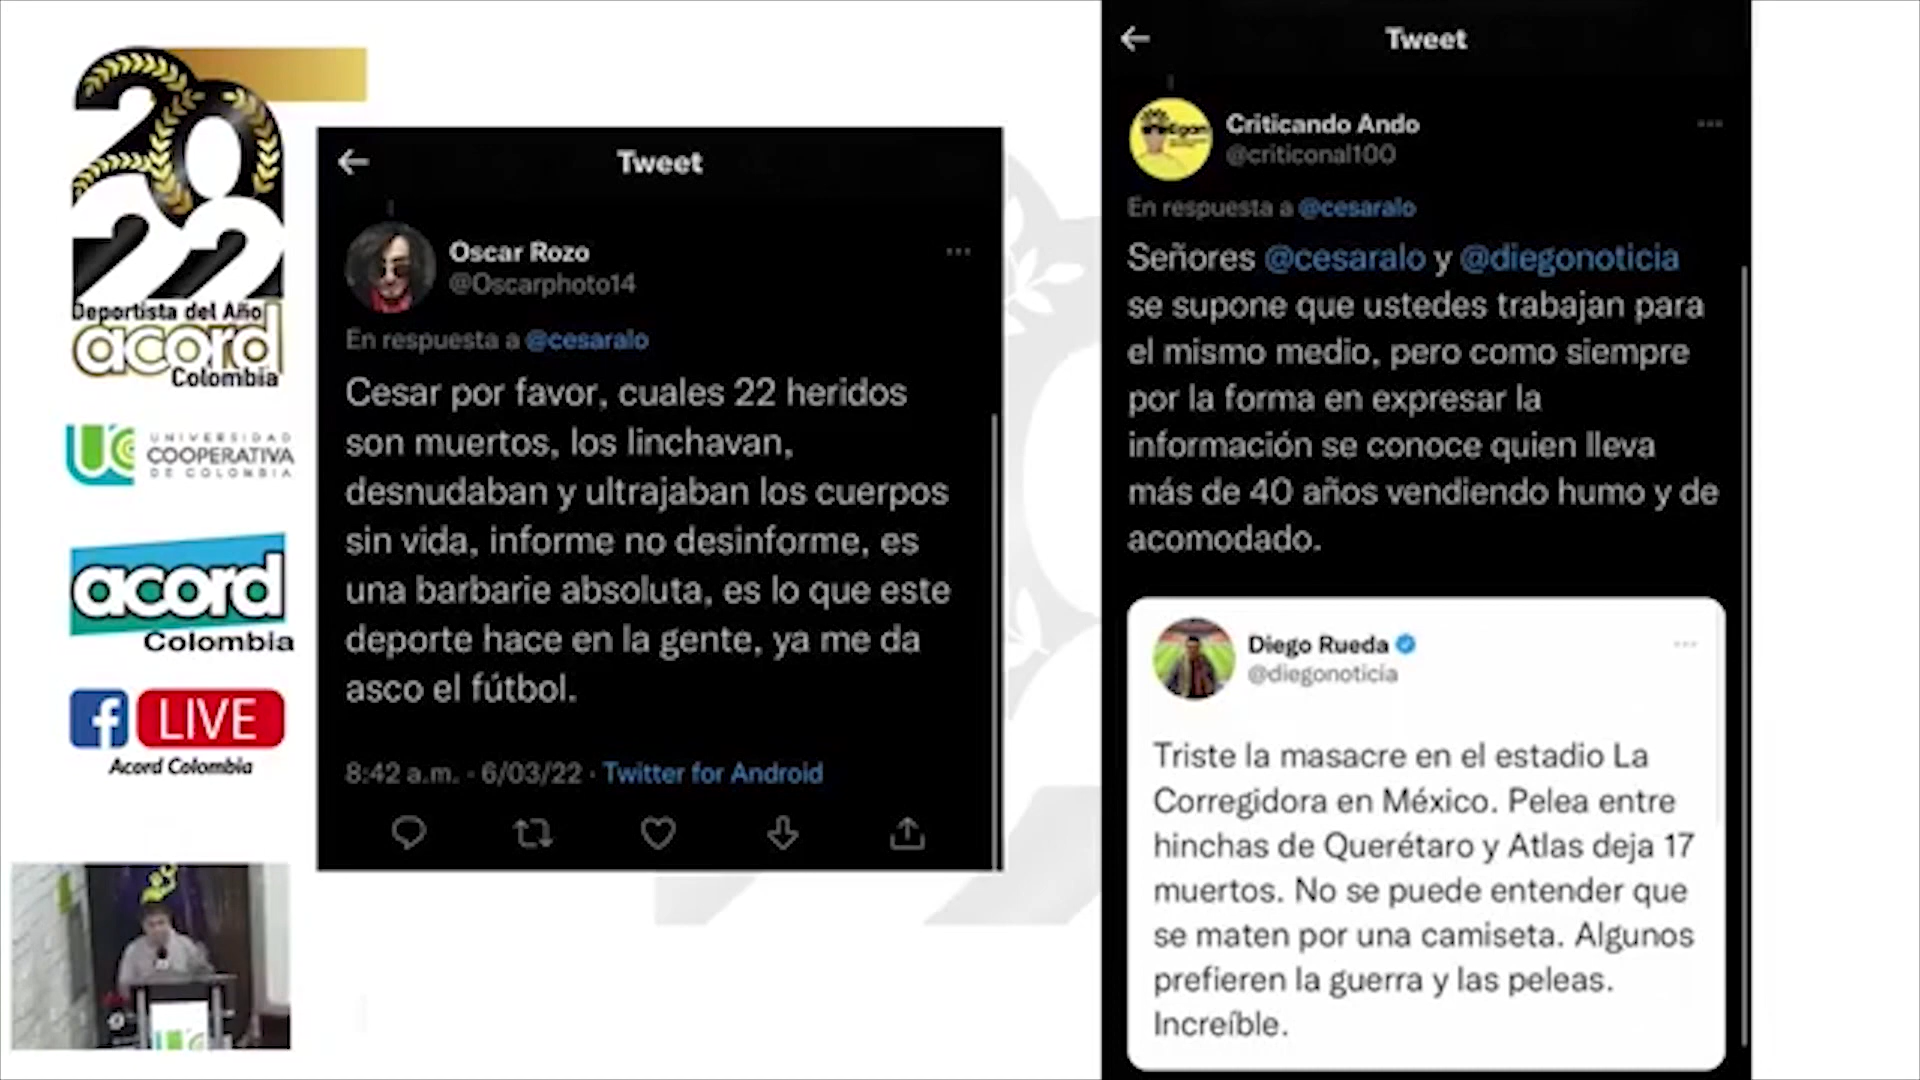 2022
Deportista del Año
acord
Colombia
UNIVERSIDAD
COOPERATIVA
DE COLOMBIA
acord
Colombia
f LIVE
Acord Colombia
Tweet
Oscar Rozo
@Oscarphoto14
En respuesta a @cesaralo
Cesar por favor, cuales 22 heridos
son muertos, los linchavan,
desnudaban y ultrajaban los cuerpos
sin vida, informe no desinforme, es
una barbarie absoluta, es lo que este
deporte hace en la gente, ya me da
asco el fútbol.
8:42 a.m. · 6/03/22 · Twitter for Android
Tweet
Criticando Ando
@criticonal100
En respuesta a @cesaralo
Señores @cesaralo y @diegonoticia
se supone que ustedes trabajan para
el mismo medio, pero como siempre
por la forma en expresar la
información se conoce quien lleva
más de 40 años vendiendo humo y de
acomodado.
Diego Rueda
@diegonoticia
Triste la masacre en el estadio La
Corregidora en México. Pelea entre
hinchas de Querétaro y Atlas deja 17
muertos. No se puede entender que
se maten por una camiseta. Algunos
prefieren la guerra y las peleas.
Increíble.